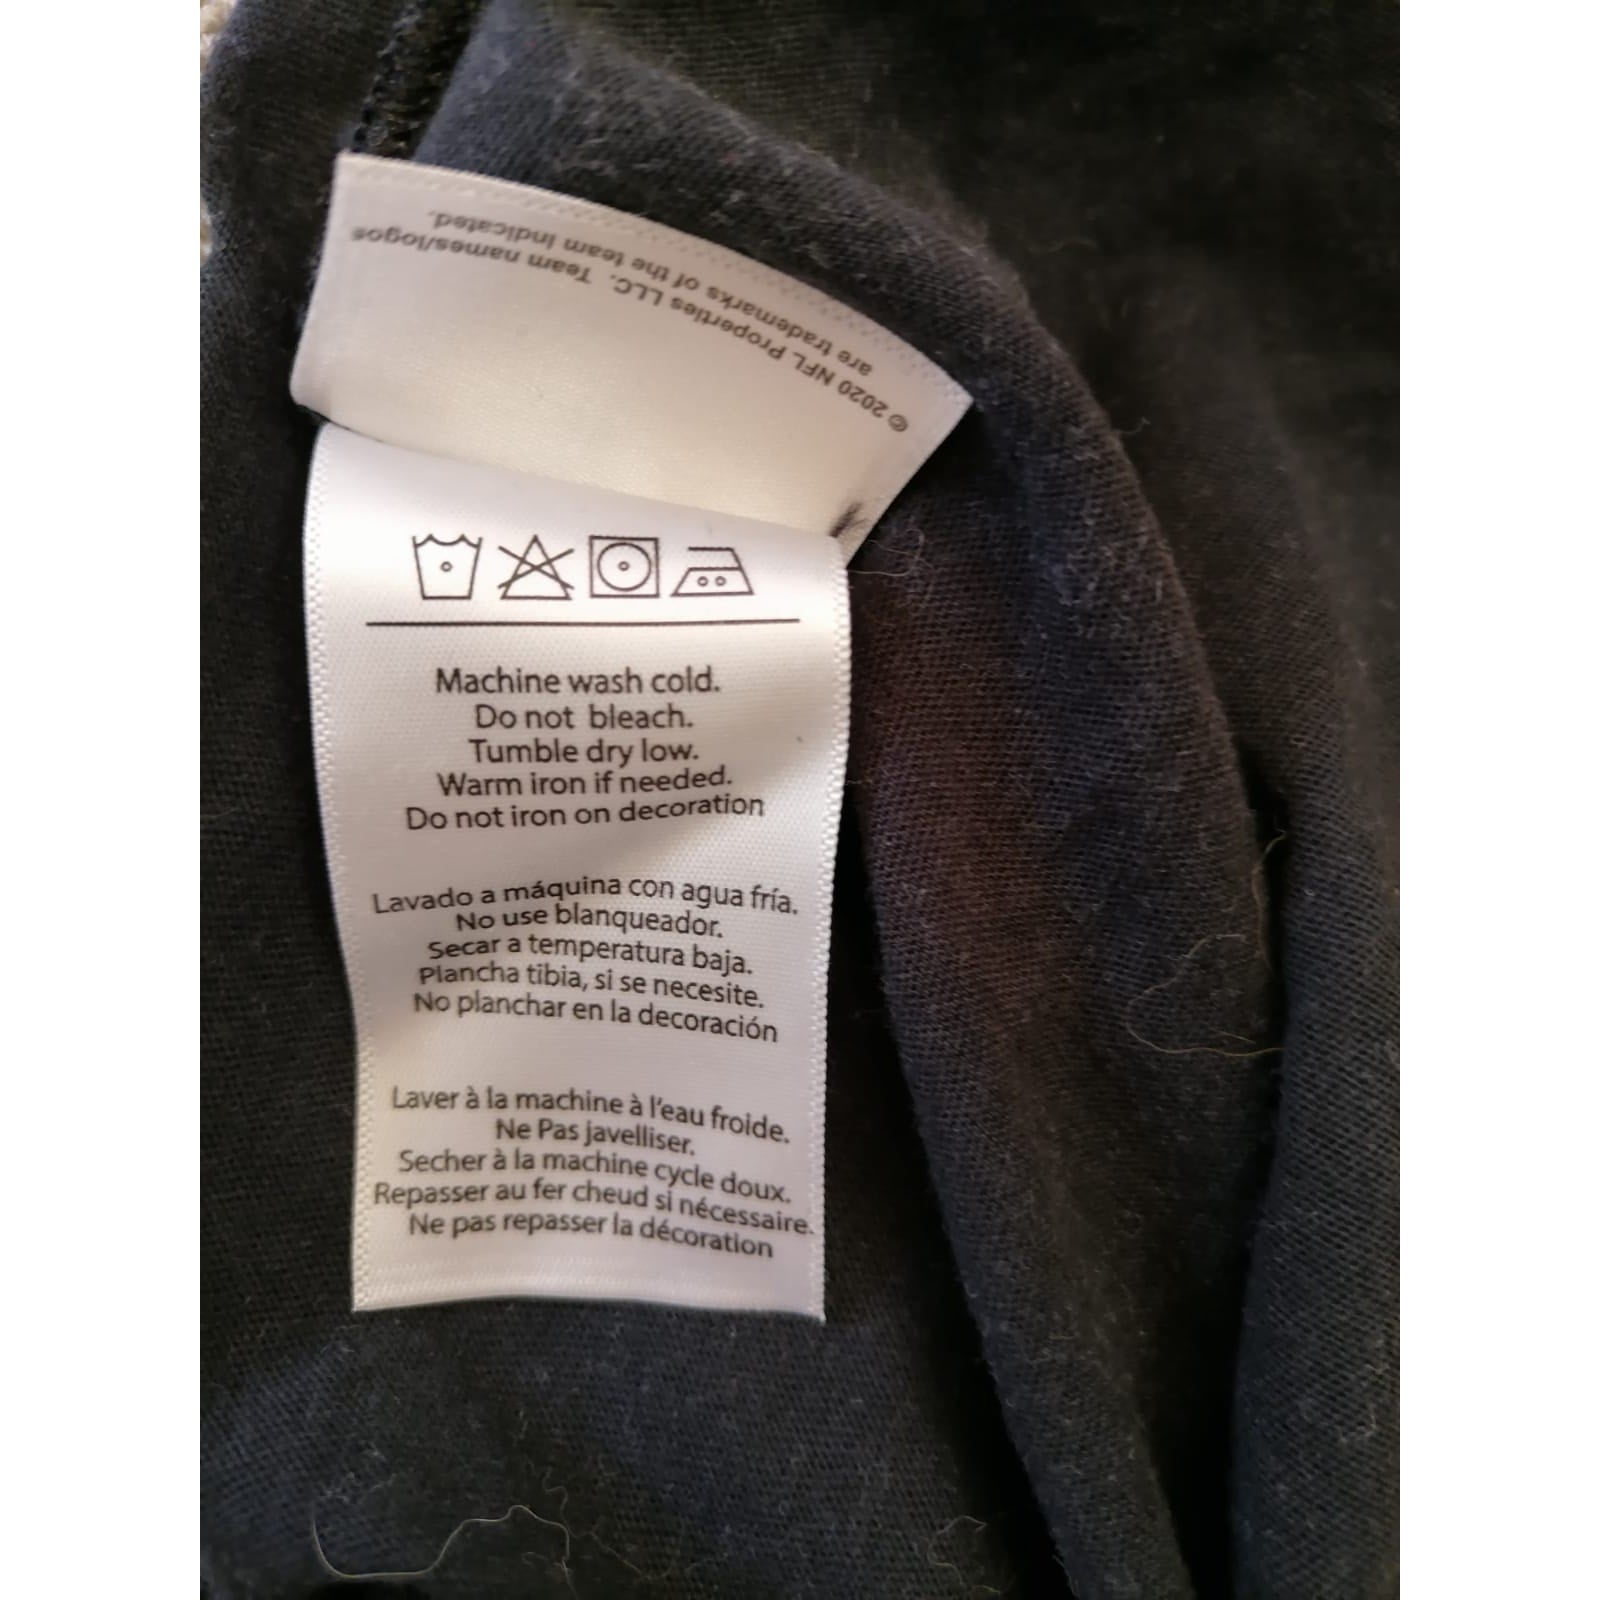 © 2020 NFL Properties LLC. Team names/logos
are trademarks of the team indicated.
Machine wash cold.
Do not bleach.
Tumble dry low.
Warm iron if needed.
Do not iron on decoration
Lavado a máquina con agua fría.
No use blanqueador.
Secar a temperatura baja.
Plancha tibia, si se necesite.
No planchar en la decoración
Laver à la machine à l'eau froide.
Ne Pas javelliser.
Secher à la machine cycle doux.
Repasser au fer cheud si nécessaire.
Ne pas repasser la décoration